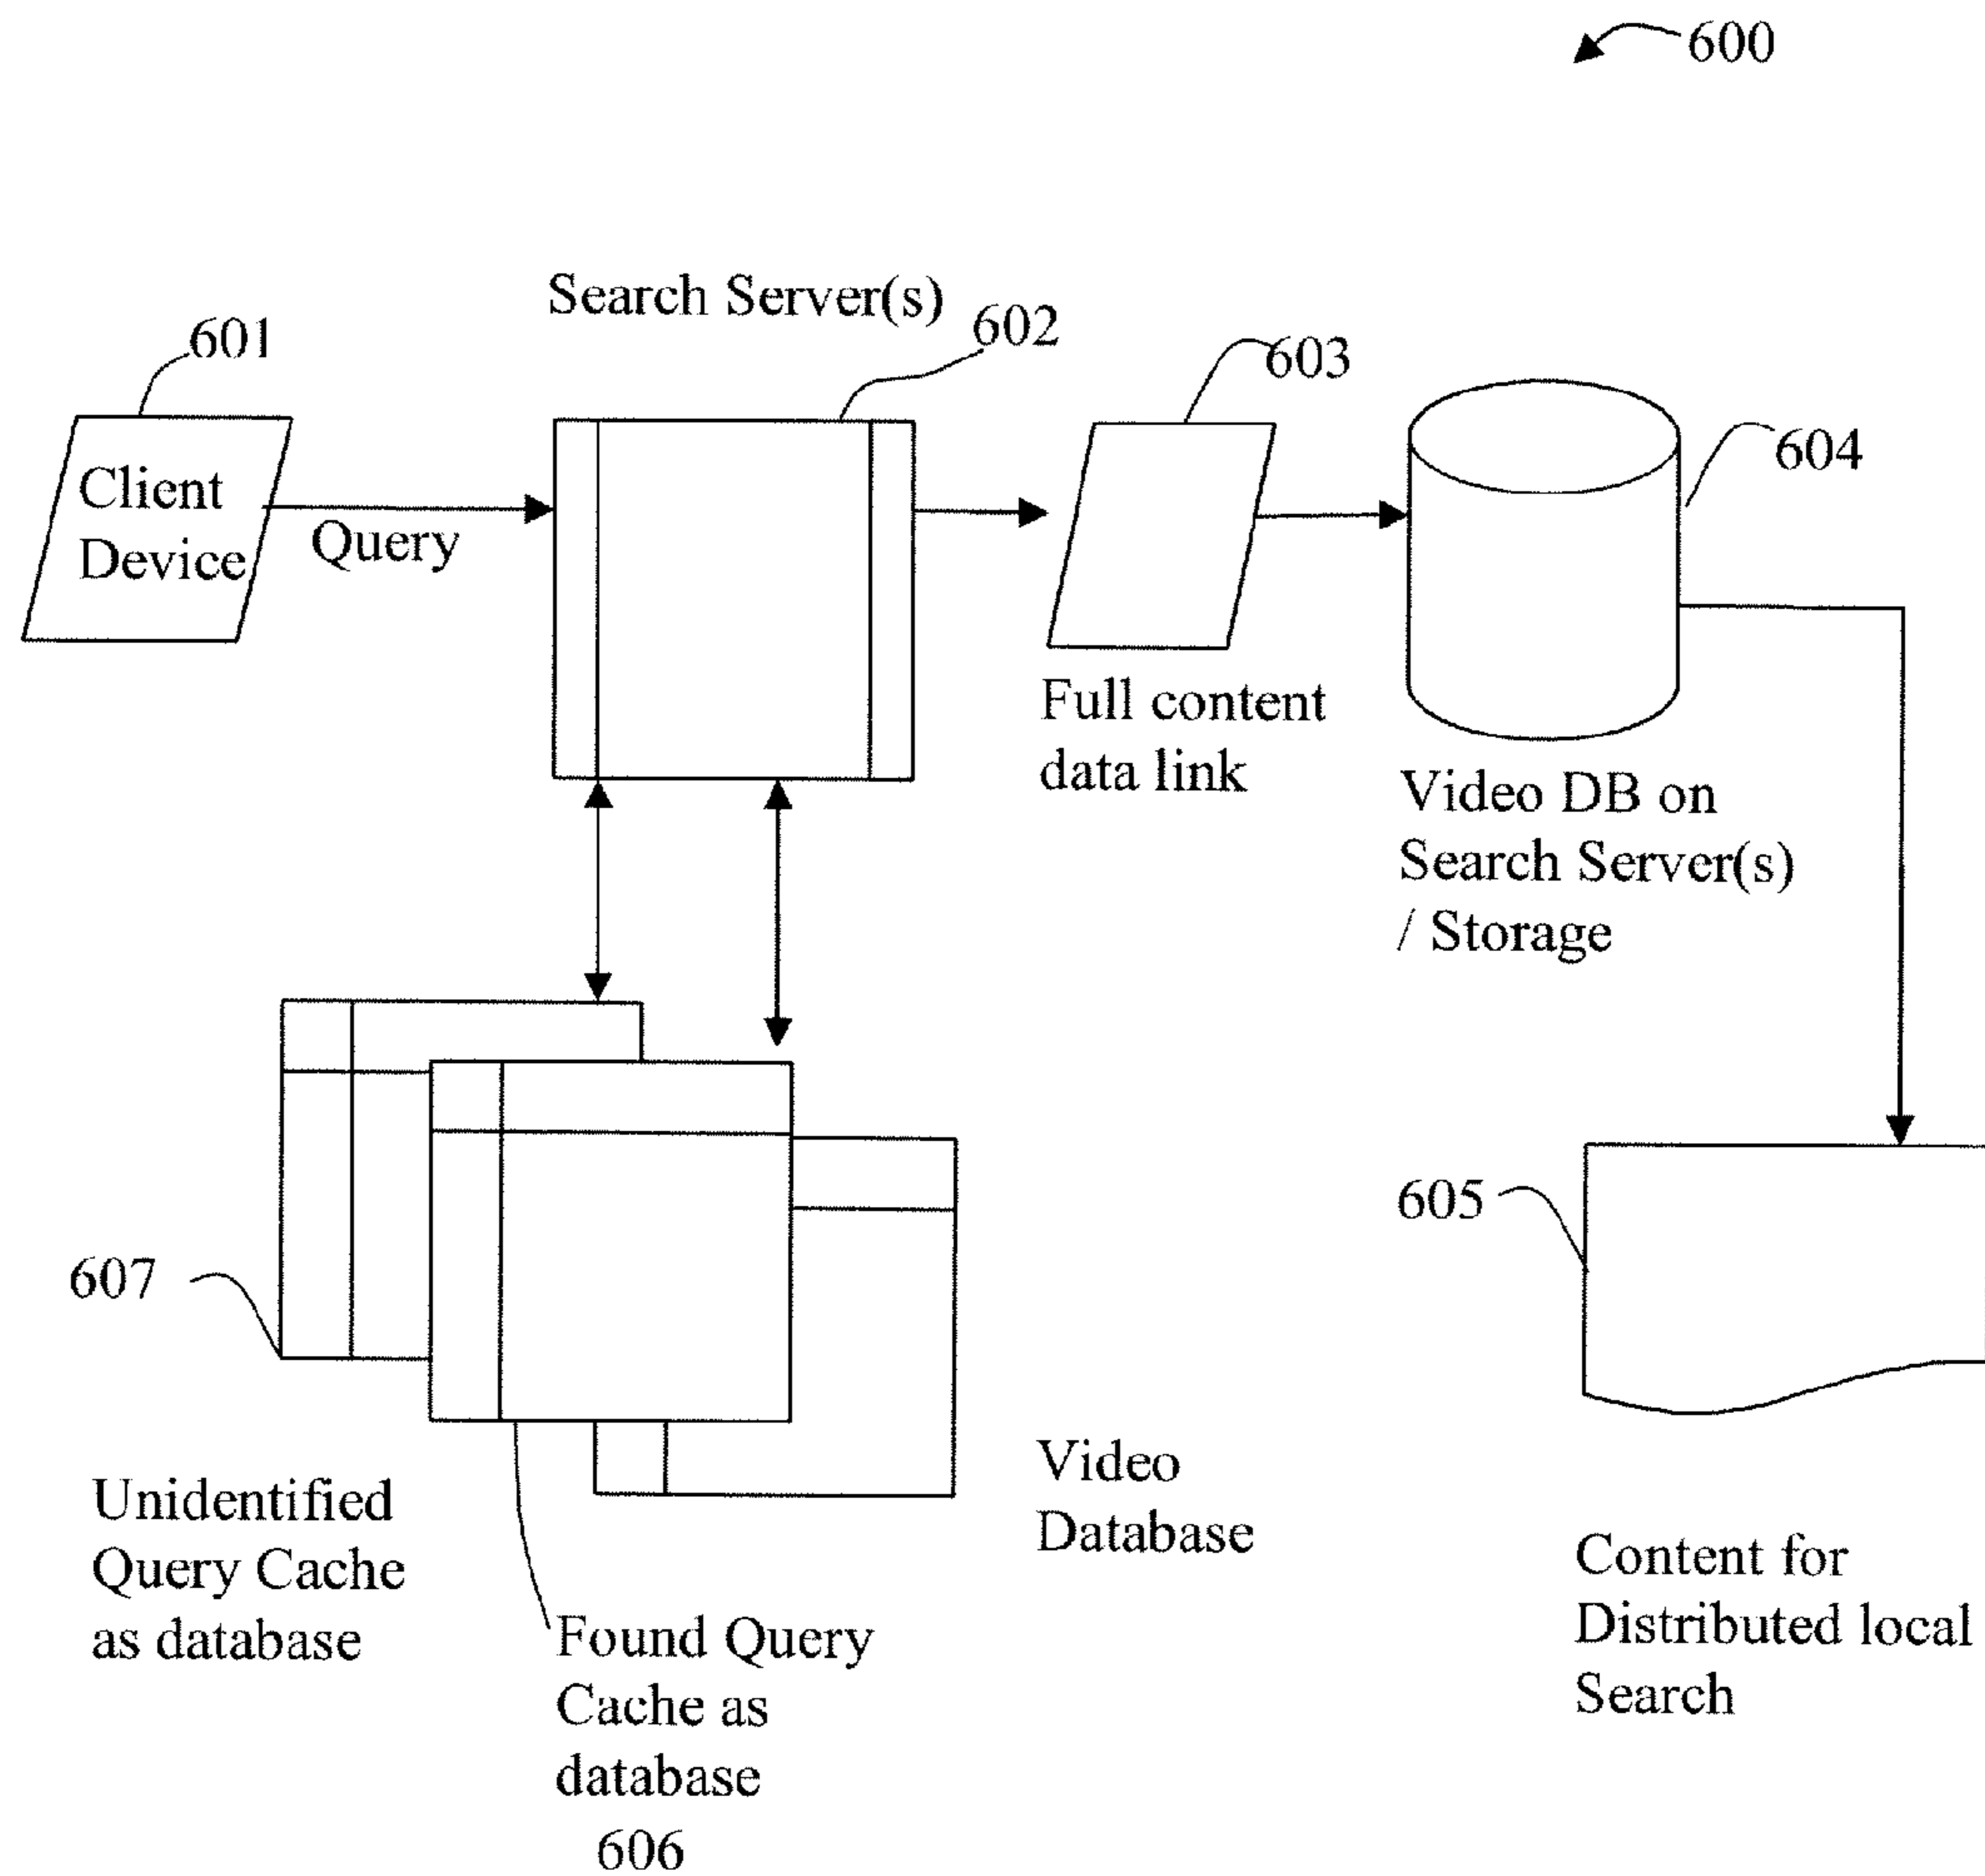 600
Search Server(s)
601
602
603
604
Client
Device
Query
Full content
data link
Video DB on
Search Server(s)
/ Storage
605
607
Video
Database
Unidentified
Query Cache
as database
Found Query
Cache as
database
606
Content for
Distributed local
Search